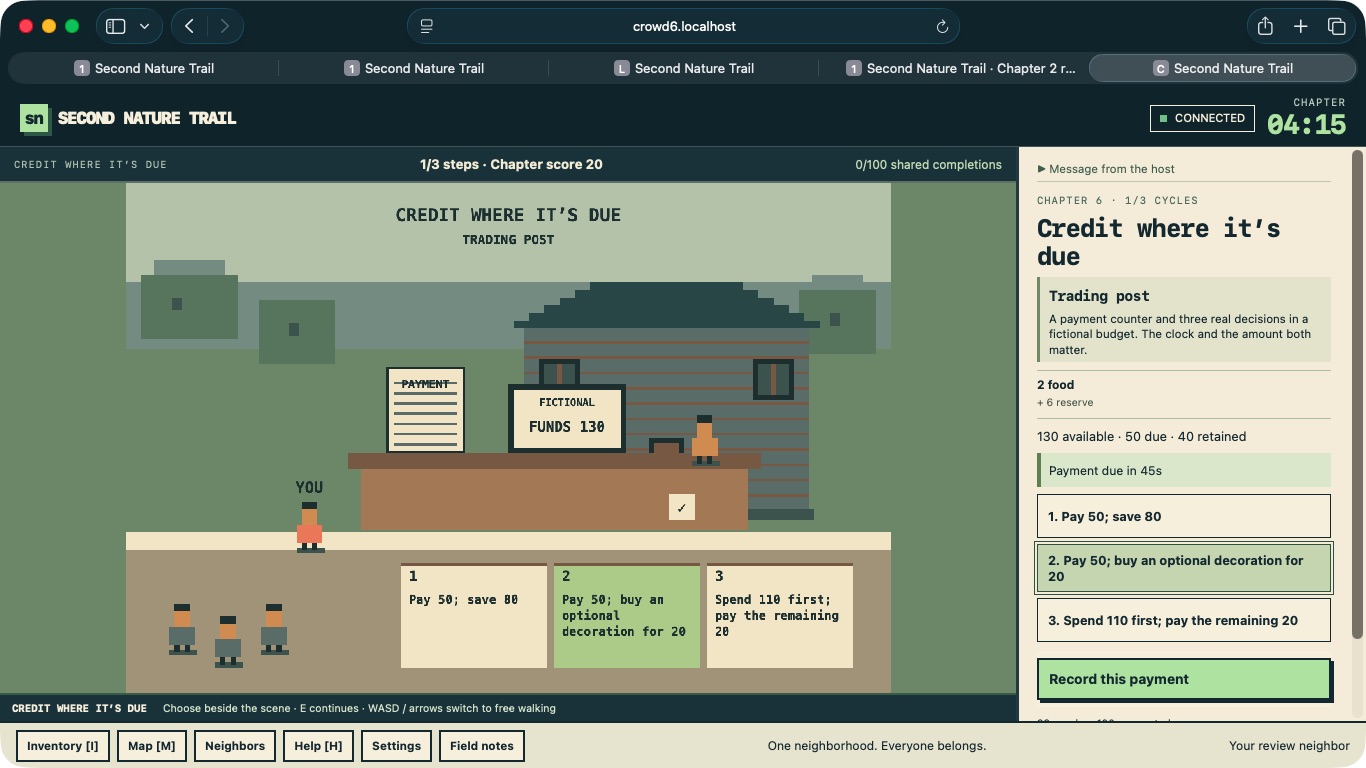 crowd6.localhost
1 Second Nature Trail
1 Second Nature Trail
L Second Nature Trail
1 Second Nature Trail · Chapter 2 r…
C Second Nature Trail
sn SECOND NATURE TRAIL
CONNECTED
CHAPTER
04:15
CREDIT WHERE IT’S DUE
1/3 steps · Chapter score 20
0/100 shared completions
CREDIT WHERE IT’S DUE
TRADING POST
PAYMENT
FICTIONAL
FUNDS 130
YOU
✓
1
Pay 50; save 80
2
Pay 50; buy an
optional
decoration for 20
3
Spend 110 first;
pay the remaining
20
CREDIT WHERE IT’S DUE Choose beside the scene · E continues · WASD / arrows switch to free walking
▶ Message from the host
CHAPTER 6 · 1/3 CYCLES
Credit where it’s
due
Trading post
A payment counter and three real decisions in a
fictional budget. The clock and the amount both
matter.
2 food
+ 6 reserve
130 available · 50 due · 40 retained
Payment due in 45s
1. Pay 50; save 80
2. Pay 50; buy an optional decoration for
20
3. Spend 110 first; pay the remaining 20
Record this payment
Inventory [I]
Map [M]
Neighbors
Help [H]
Settings
Field notes
One neighborhood. Everyone belongs.
Your review neighbor